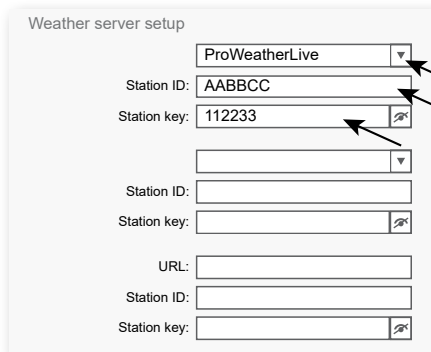 Weather server setup
ProWeatherLive
Station ID: AABBCC
Station key: 112233
Station ID:
Station key:
URL:
Station ID:
Station key: